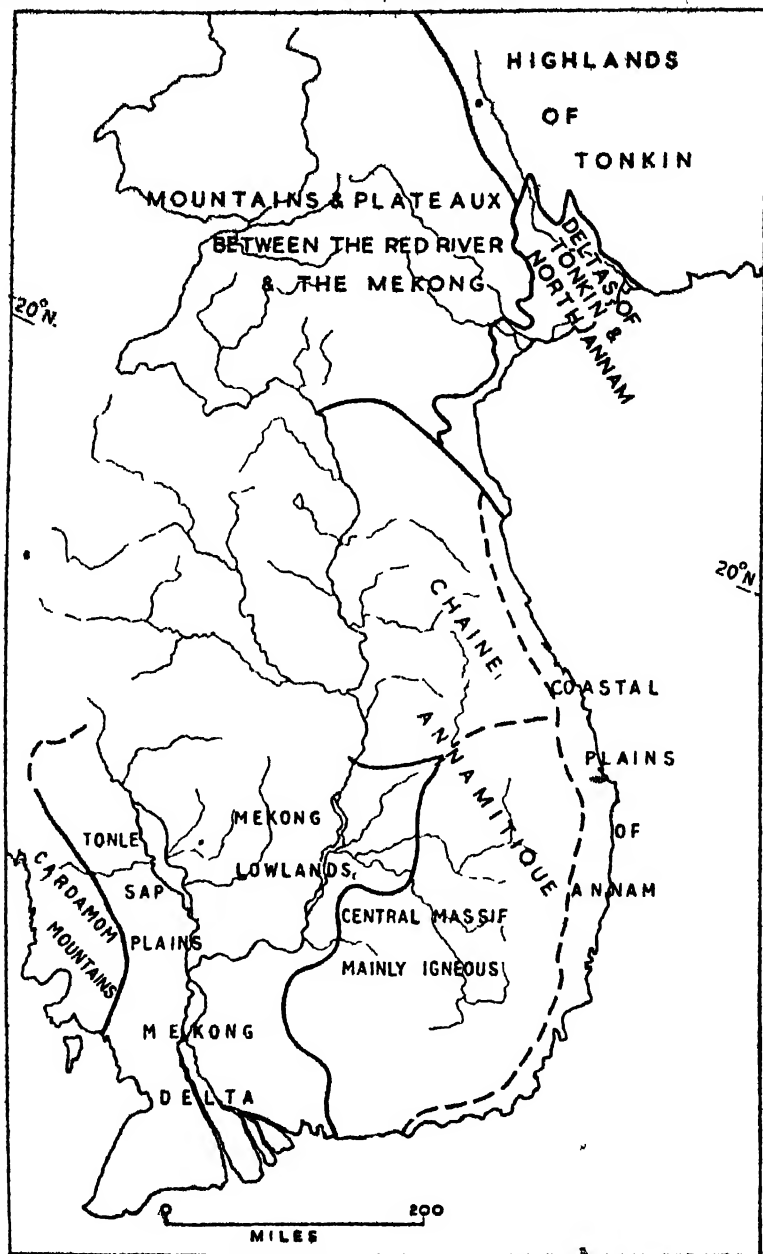 HIGHLANDS
OF
TONKIN
MOUNTAINS & PLATEAUX
BETWEEN THE RED RIVER
& THE MEKONG
DELTAS OF
TONKIN &
NORTH ANNAM
20°N.
20°N.
CHAINE
ANNAMITIQUE
COASTAL
PLAINS
OF
ANNAM
TONLE
SAP
PLAINS
MEKONG
LOWLANDS
CARDAMOM
MOUNTAINS
CENTRAL MASSIF
MAINLY IGNEOUS
MEKONG
DELTA
0 200
MILES